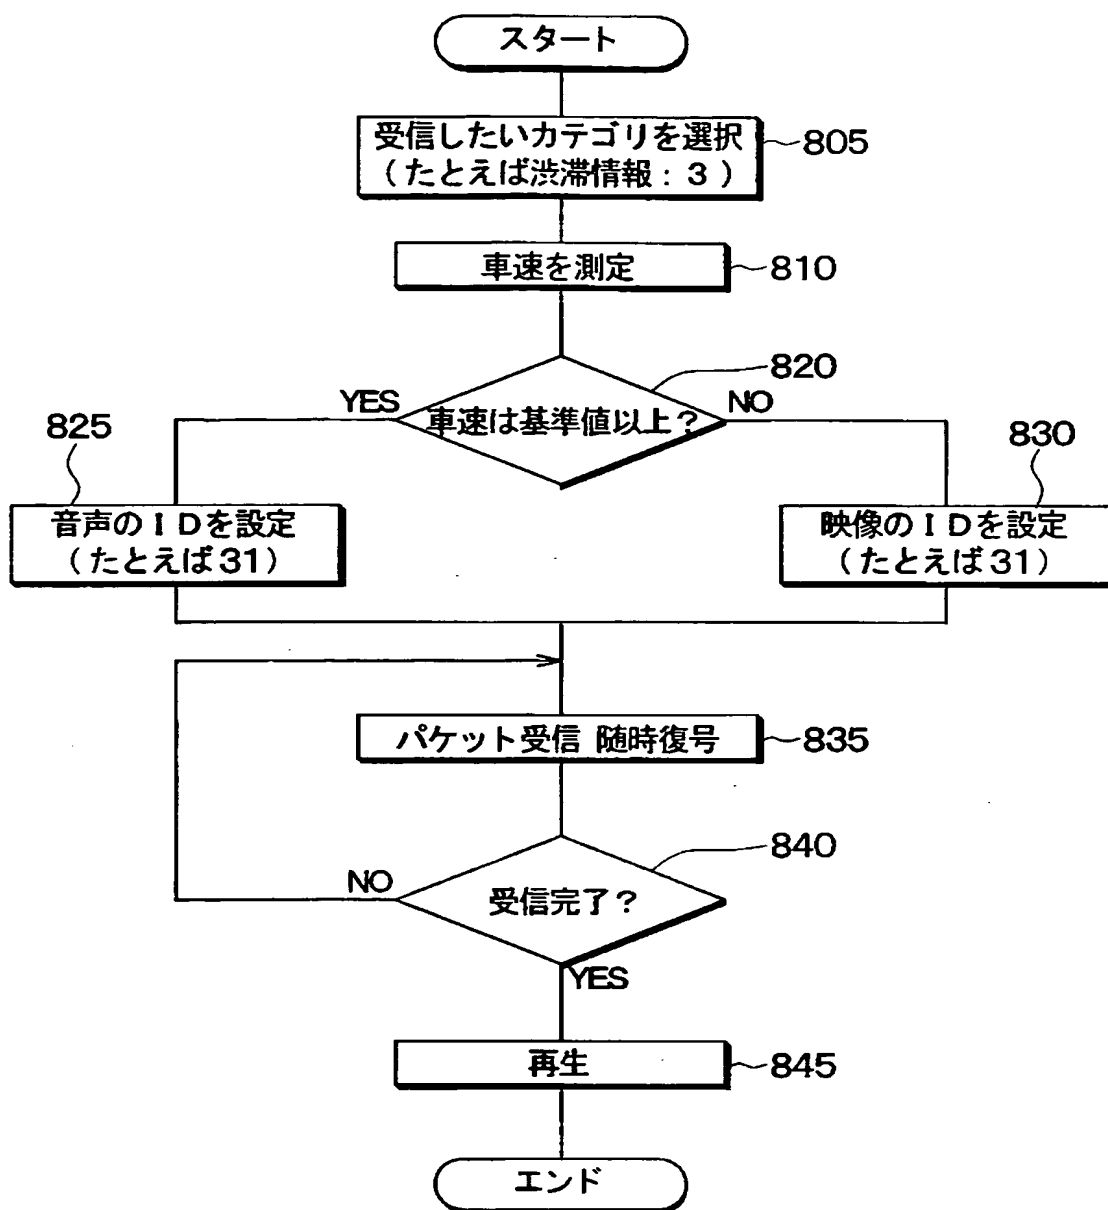 スタート
受信したいカテゴリを選択
(たとえば渋滞情報:3)
805
車速を測定
810
820
車速は基準値以上?
YES
NO
825
音声のIDを設定
(たとえば31)
830
映像のIDを設定
(たとえば31)
パケット受信 随時復号
835
840
受信完了?
NO
YES
再生
845
エンド